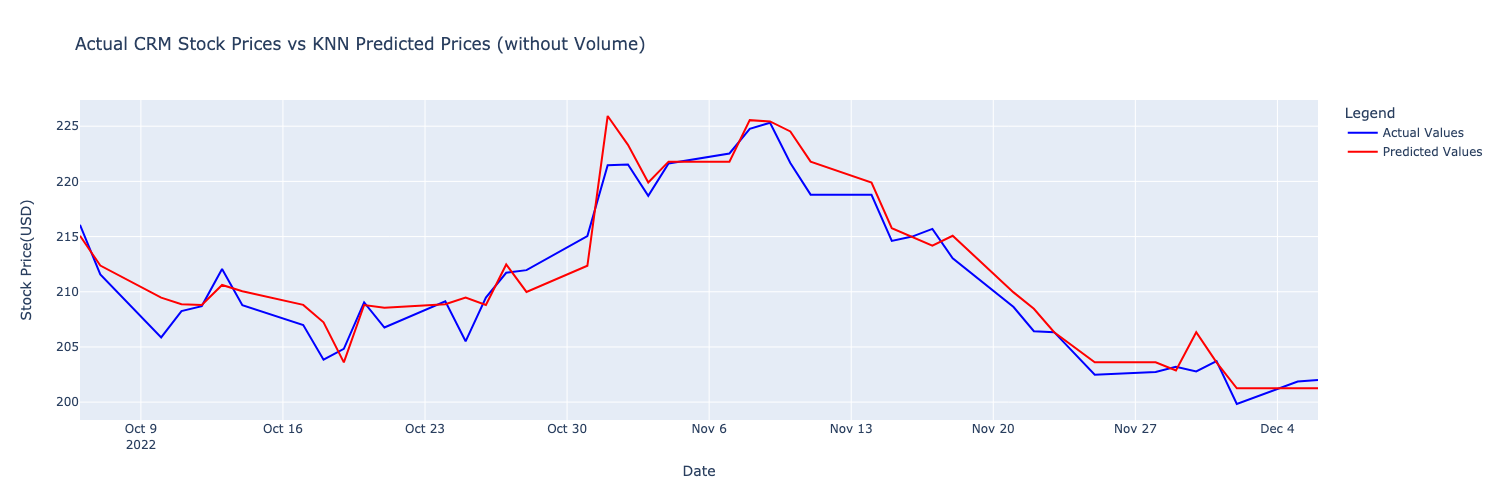 Actual CRM Stock Prices vs KNN Predicted Prices (without Volume)
Legend
Actual Values
Predicted Values
Stock Price(USD)
225
220
215
210
205
200
Oct 9
2022
Oct 16
Oct 23
Oct 30
Nov 6
Nov 13
Nov 20
Nov 27
Dec 4
Date